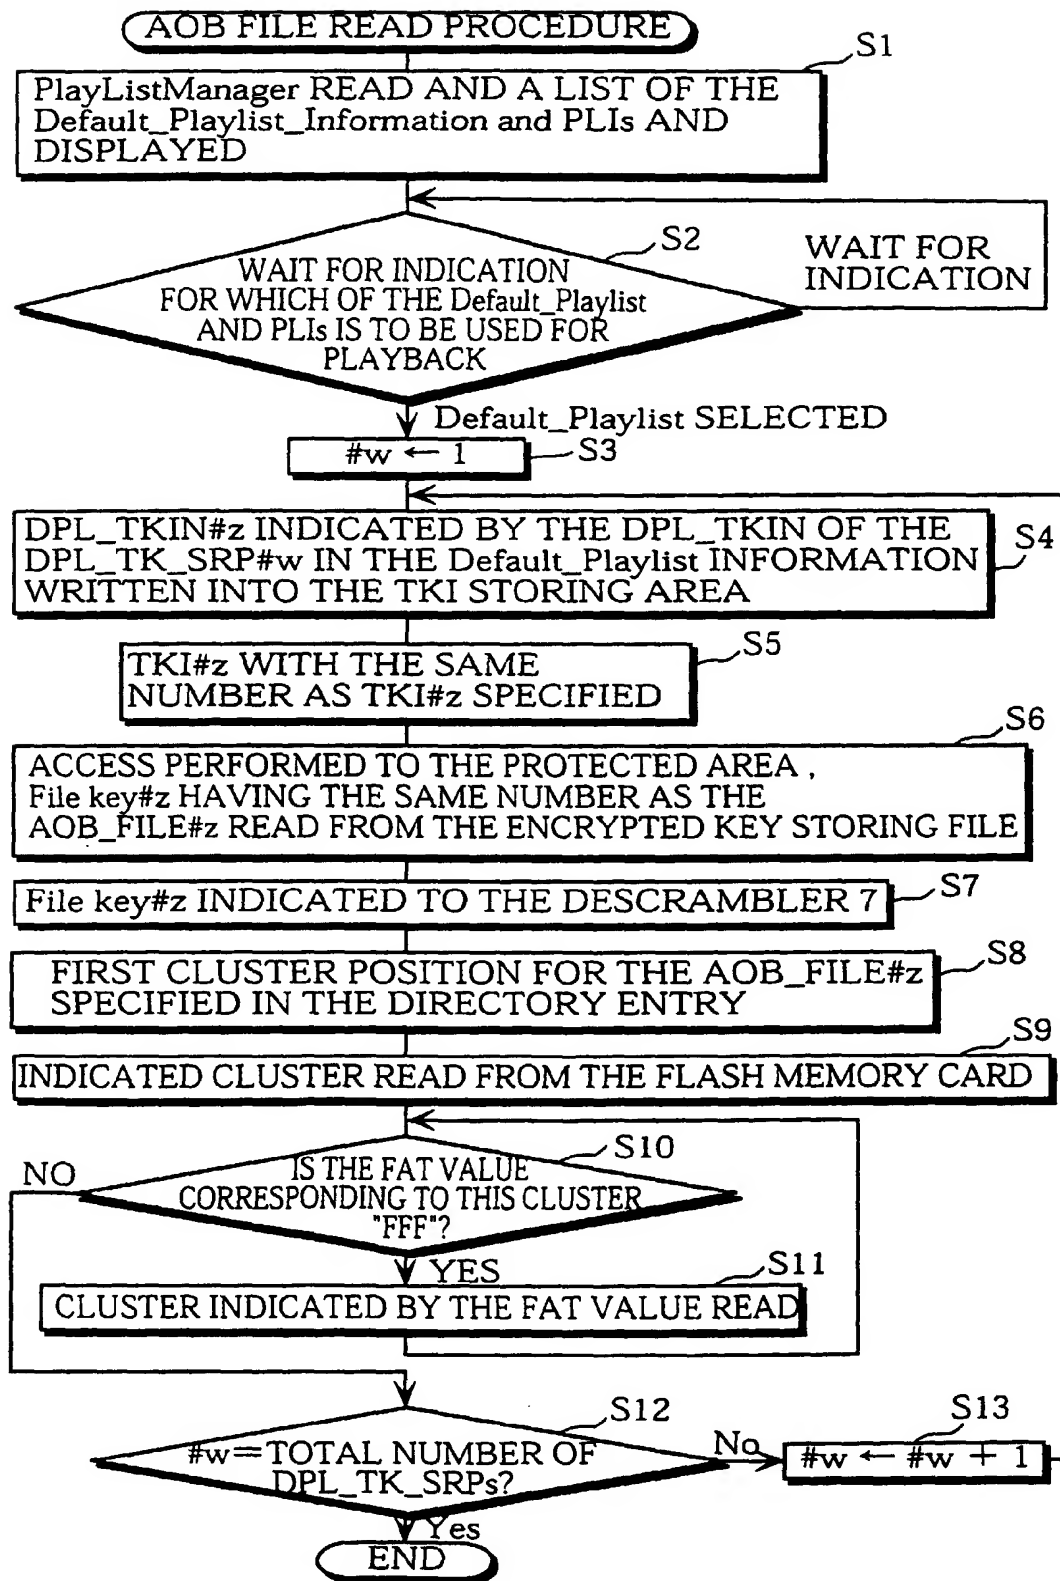 AOB FILE READ PROCEDURE
S1
PlayListManager READ AND A LIST OF THE
Default_Playlist_Information and PLIs AND
DISPLAYED
S2
WAIT FOR INDICATION
FOR WHICH OF THE Default_Playlist
AND PLIs IS TO BE USED FOR
PLAYBACK
WAIT FOR
INDICATION
Default_Playlist SELECTED
#w ← 1
S3
DPL_TKIN#z INDICATED BY THE DPL_TKIN OF THE
DPL_TK_SRP#w IN THE Default_Playlist INFORMATION
WRITTEN INTO THE TKI STORING AREA
S4
S5
TKI#z WITH THE SAME
NUMBER AS TKI#z SPECIFIED
S6
ACCESS PERFORMED TO THE PROTECTED AREA ,
File key#z HAVING THE SAME NUMBER AS THE
AOB_FILE#z READ FROM THE ENCRYPTED KEY STORING FILE
S7
File key#z INDICATED TO THE DESCRAMBLER 7
S8
FIRST CLUSTER POSITION FOR THE AOB_FILE#z
SPECIFIED IN THE DIRECTORY ENTRY
S9
INDICATED CLUSTER READ FROM THE FLASH MEMORY CARD
S10
NO
IS THE FAT VALUE
CORRESPONDING TO THIS CLUSTER
"FFF"?
YES
S11
CLUSTER INDICATED BY THE FAT VALUE READ
S12
#w=TOTAL NUMBER OF
DPL_TK_SRPs?
No
S13
#w ← #w + 1
Yes
END